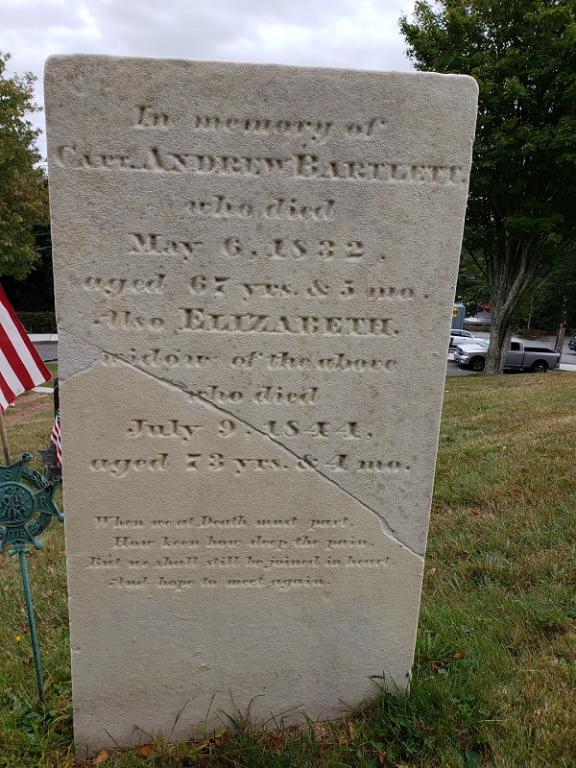 In memory of
CAPT. ANDREW BARTLETT.
who died
May 6, 1832,
aged 67 yrs. & 5 mo.
Also ELIZABETH.
widow of the above
who died
July 9, 1844,
aged 73 yrs. & 4 mo.
When we at Death must part.
How keen how deep the pain.
But we shall still be joined in heart
And hope to meet again.